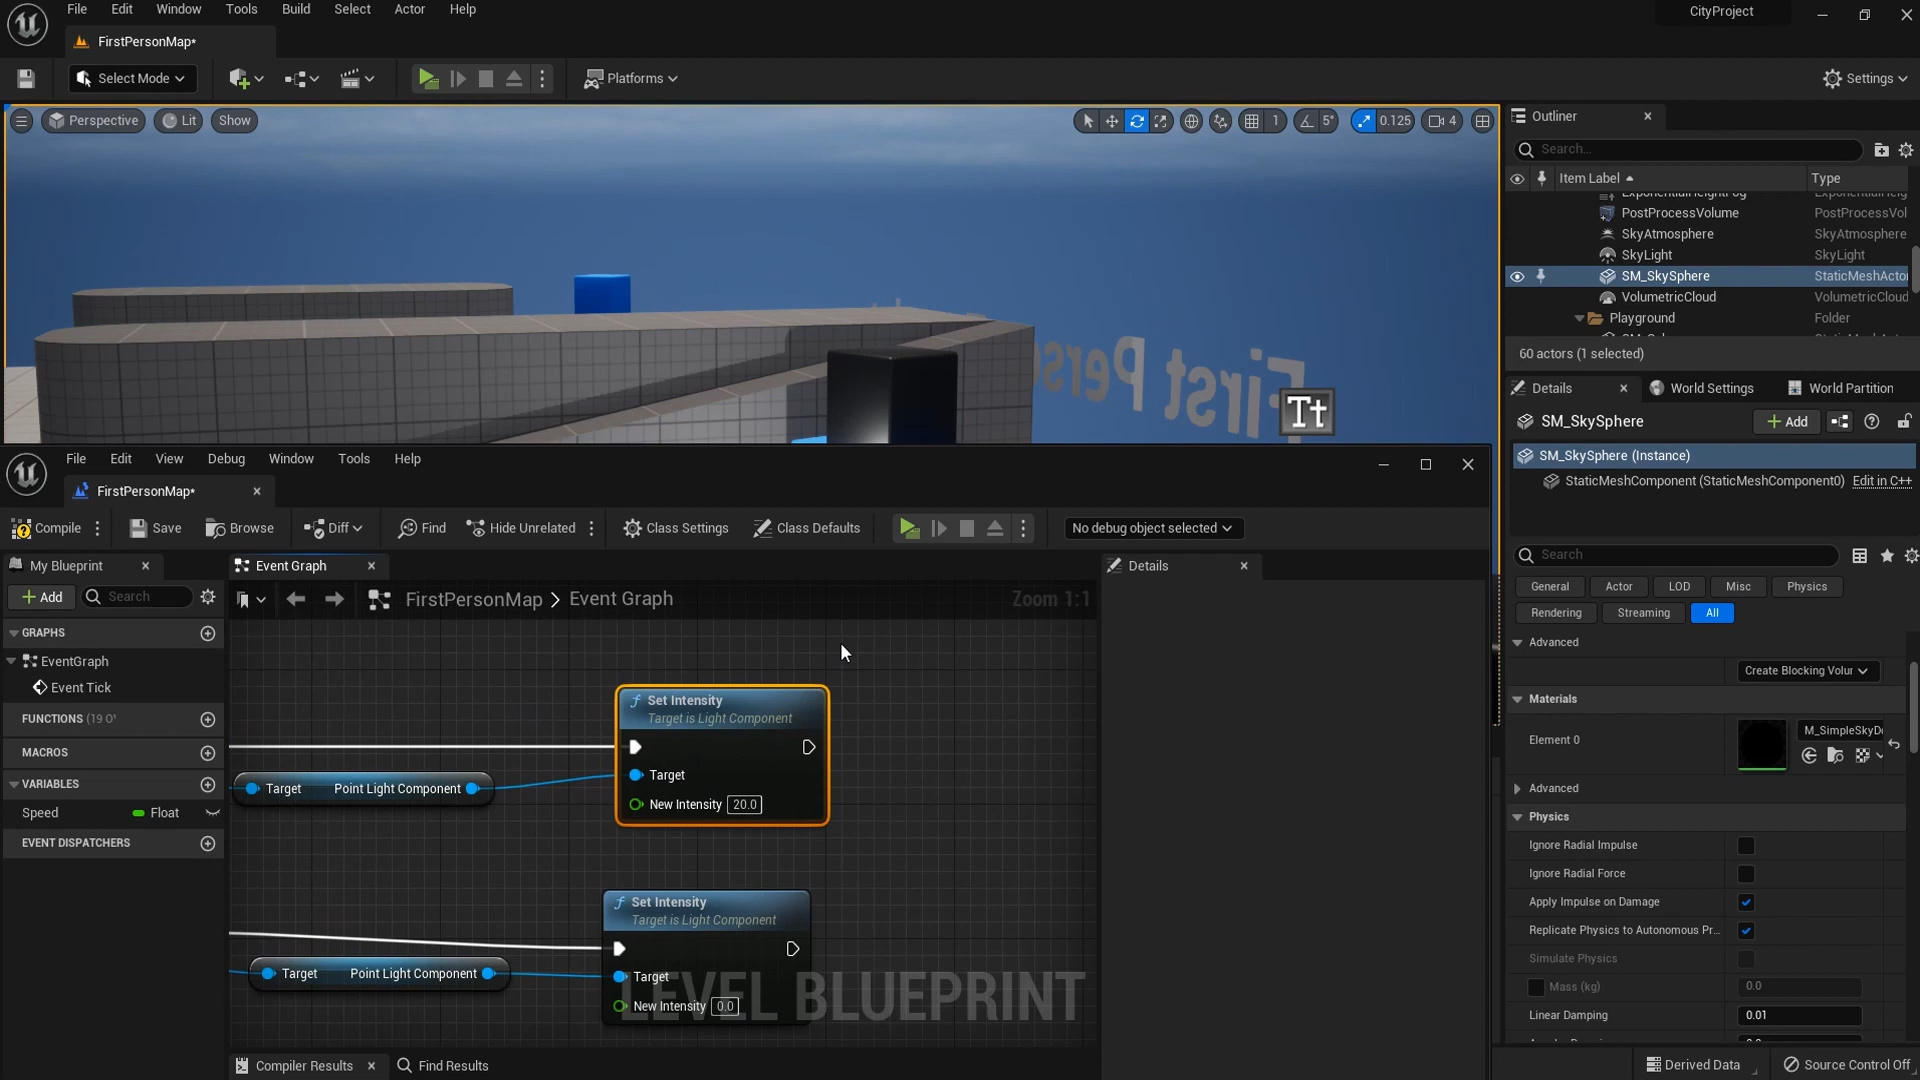 File Edit Window Tools Build Select Actor Help
CityProject
FirstPersonMap*
Select Mode
Platforms
Settings
Perspective
Lit
Show
1
5°
0.125
4
First Perso
Tt
Outliner
Search...
Item Label
Type
PostProcessVolume PostProcessVol
SkyAtmosphere SkyAtmosphere
SkyLight SkyLight
SM_SkySphere StaticMeshActo
VolumetricCloud VolumetricCloud
Playground Folder
60 actors (1 selected)
Details
World Settings
World Partition
SM_SkySphere
Add
SM_SkySphere (Instance)
StaticMeshComponent (StaticMeshComponent0) Edit in C++
Search
General Actor LOD Misc Physics
Rendering Streaming All
Advanced
Create Blocking Volur
Materials
Element 0
M_SimpleSkyD
Advanced
Physics
Ignore Radial Impulse
Ignore Radial Force
Apply Impulse on Damage
Replicate Physics to Autonomous Pr...
Simulate Physics
Mass (kg) 0.0
Linear Damping 0.01
Derived Data
Source Control Off
File Edit View Debug Window Tools Help
FirstPersonMap*
Compile
Save
Browse
Diff
Find
Hide Unrelated
Class Settings
Class Defaults
No debug object selected
My Blueprint
Add
Search
GRAPHS
EventGraph
Event Tick
FUNCTIONS (19 O
MACROS
VARIABLES
Speed Float
EVENT DISPATCHERS
Event Graph
FirstPersonMap > Event Graph
Zoom 1:1
Set Intensity
Target is Light Component
Target
New Intensity 20.0
Target Point Light Component
Set Intensity
Target is Light Component
Target
New Intensity 0.0
Target Point Light Component
LEVEL BLUEPRINT
Compiler Results
Find Results
Details